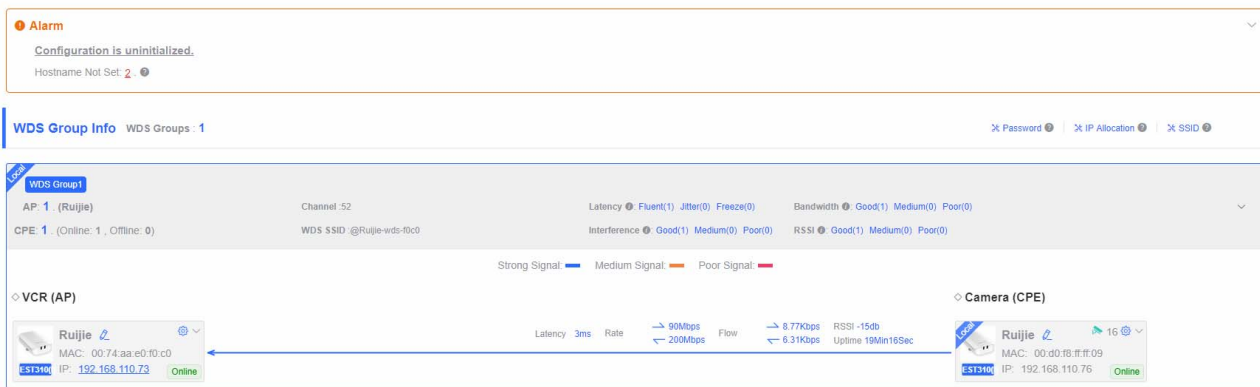 Alarm
Configuration is uninitialized.
Hostname Not Set: 2 .
WDS Group Info WDS Groups : 1 Password IP Allocation SSID
Local
WDS Group1
AP: 1 . (Ruijie) Channel :52 Latency : Fluent(1) Jitter(0) Freeze(0) Bandwidth : Good(1) Medium(0) Poor(0)
CPE: 1 . (Online: 1 , Offline: 0) WDS SSID :@Ruijie-wds-f0c0 Interference : Good(1) Medium(0) Poor(0) RSSI : Good(1) Medium(0) Poor(0)
Strong Signal: Medium Signal: Poor Signal:
VCR (AP) Camera (CPE)
Ruijie
MAC: 00:74:aa:e0:f0:c0
EST310 IP: 192.168.110.73 Online
Latency 3ms Rate 90Mbps Flow 8.77Kbps RSSI -15db
200Mbps 6.31Kbps Uptime 19Min16Sec
Local
Ruijie 16
MAC: 00:d0:f8:ff:ff:09
EST310 IP: 192.168.110.76 Online